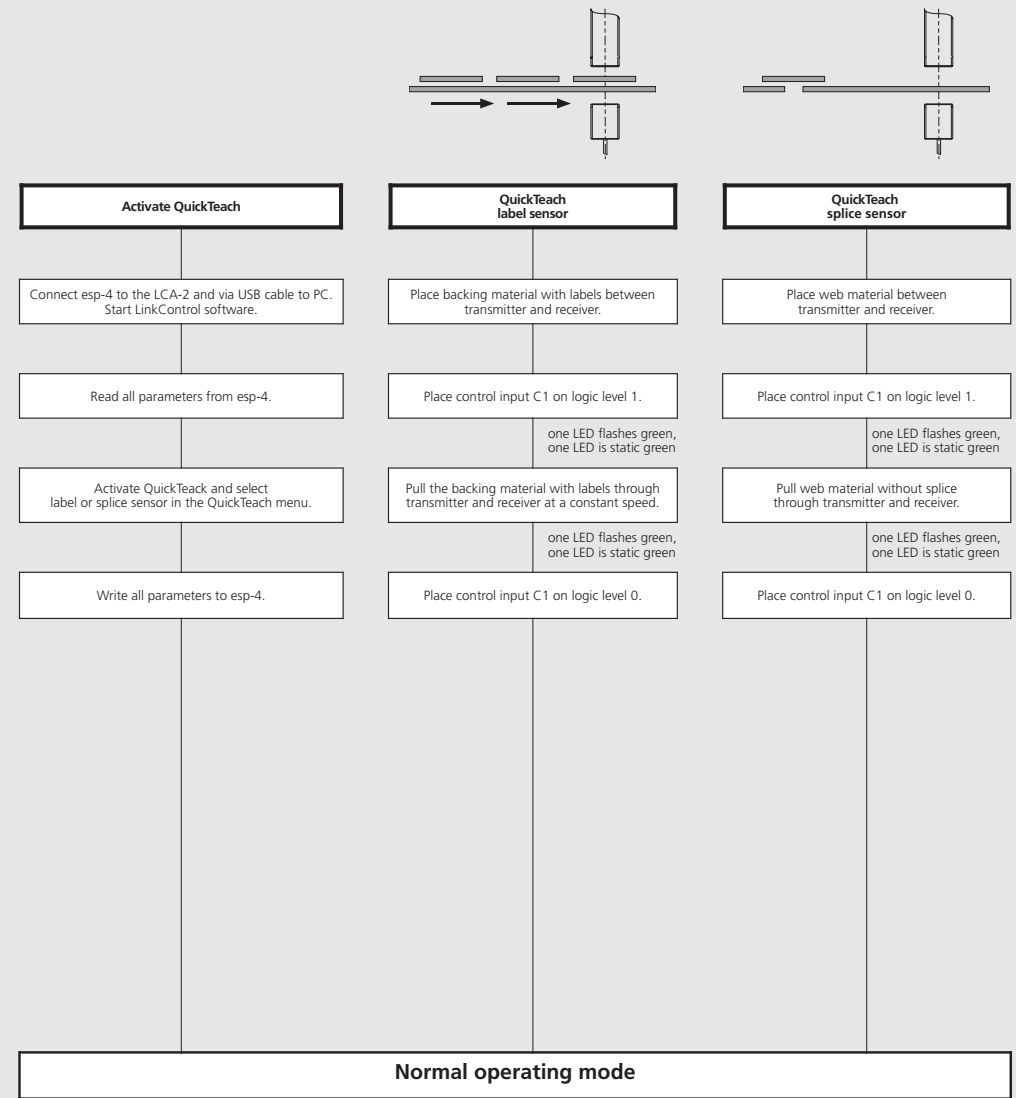 Activate QuickTeach
Connect esp-4 to the LCA-2 and via USB cable to PC.
Start LinkControl software.
Read all parameters from esp-4.
Activate QuickTeack and select
label or splice sensor in the QuickTeach menu.
Write all parameters to esp-4.
QuickTeach
label sensor
Place backing material with labels between
transmitter and receiver.
Place control input C1 on logic level 1.
one LED flashes green,
one LED is static green
Pull the backing material with labels through
transmitter and receiver at a constant speed.
one LED flashes green,
one LED is static green
Place control input C1 on logic level 0.
QuickTeach
splice sensor
Place web material between
transmitter and receiver.
Place control input C1 on logic level 1.
one LED flashes green,
one LED is static green
Pull web material without splice
through transmitter and receiver.
one LED flashes green,
one LED is static green
Place control input C1 on logic level 0.
Normal operating mode